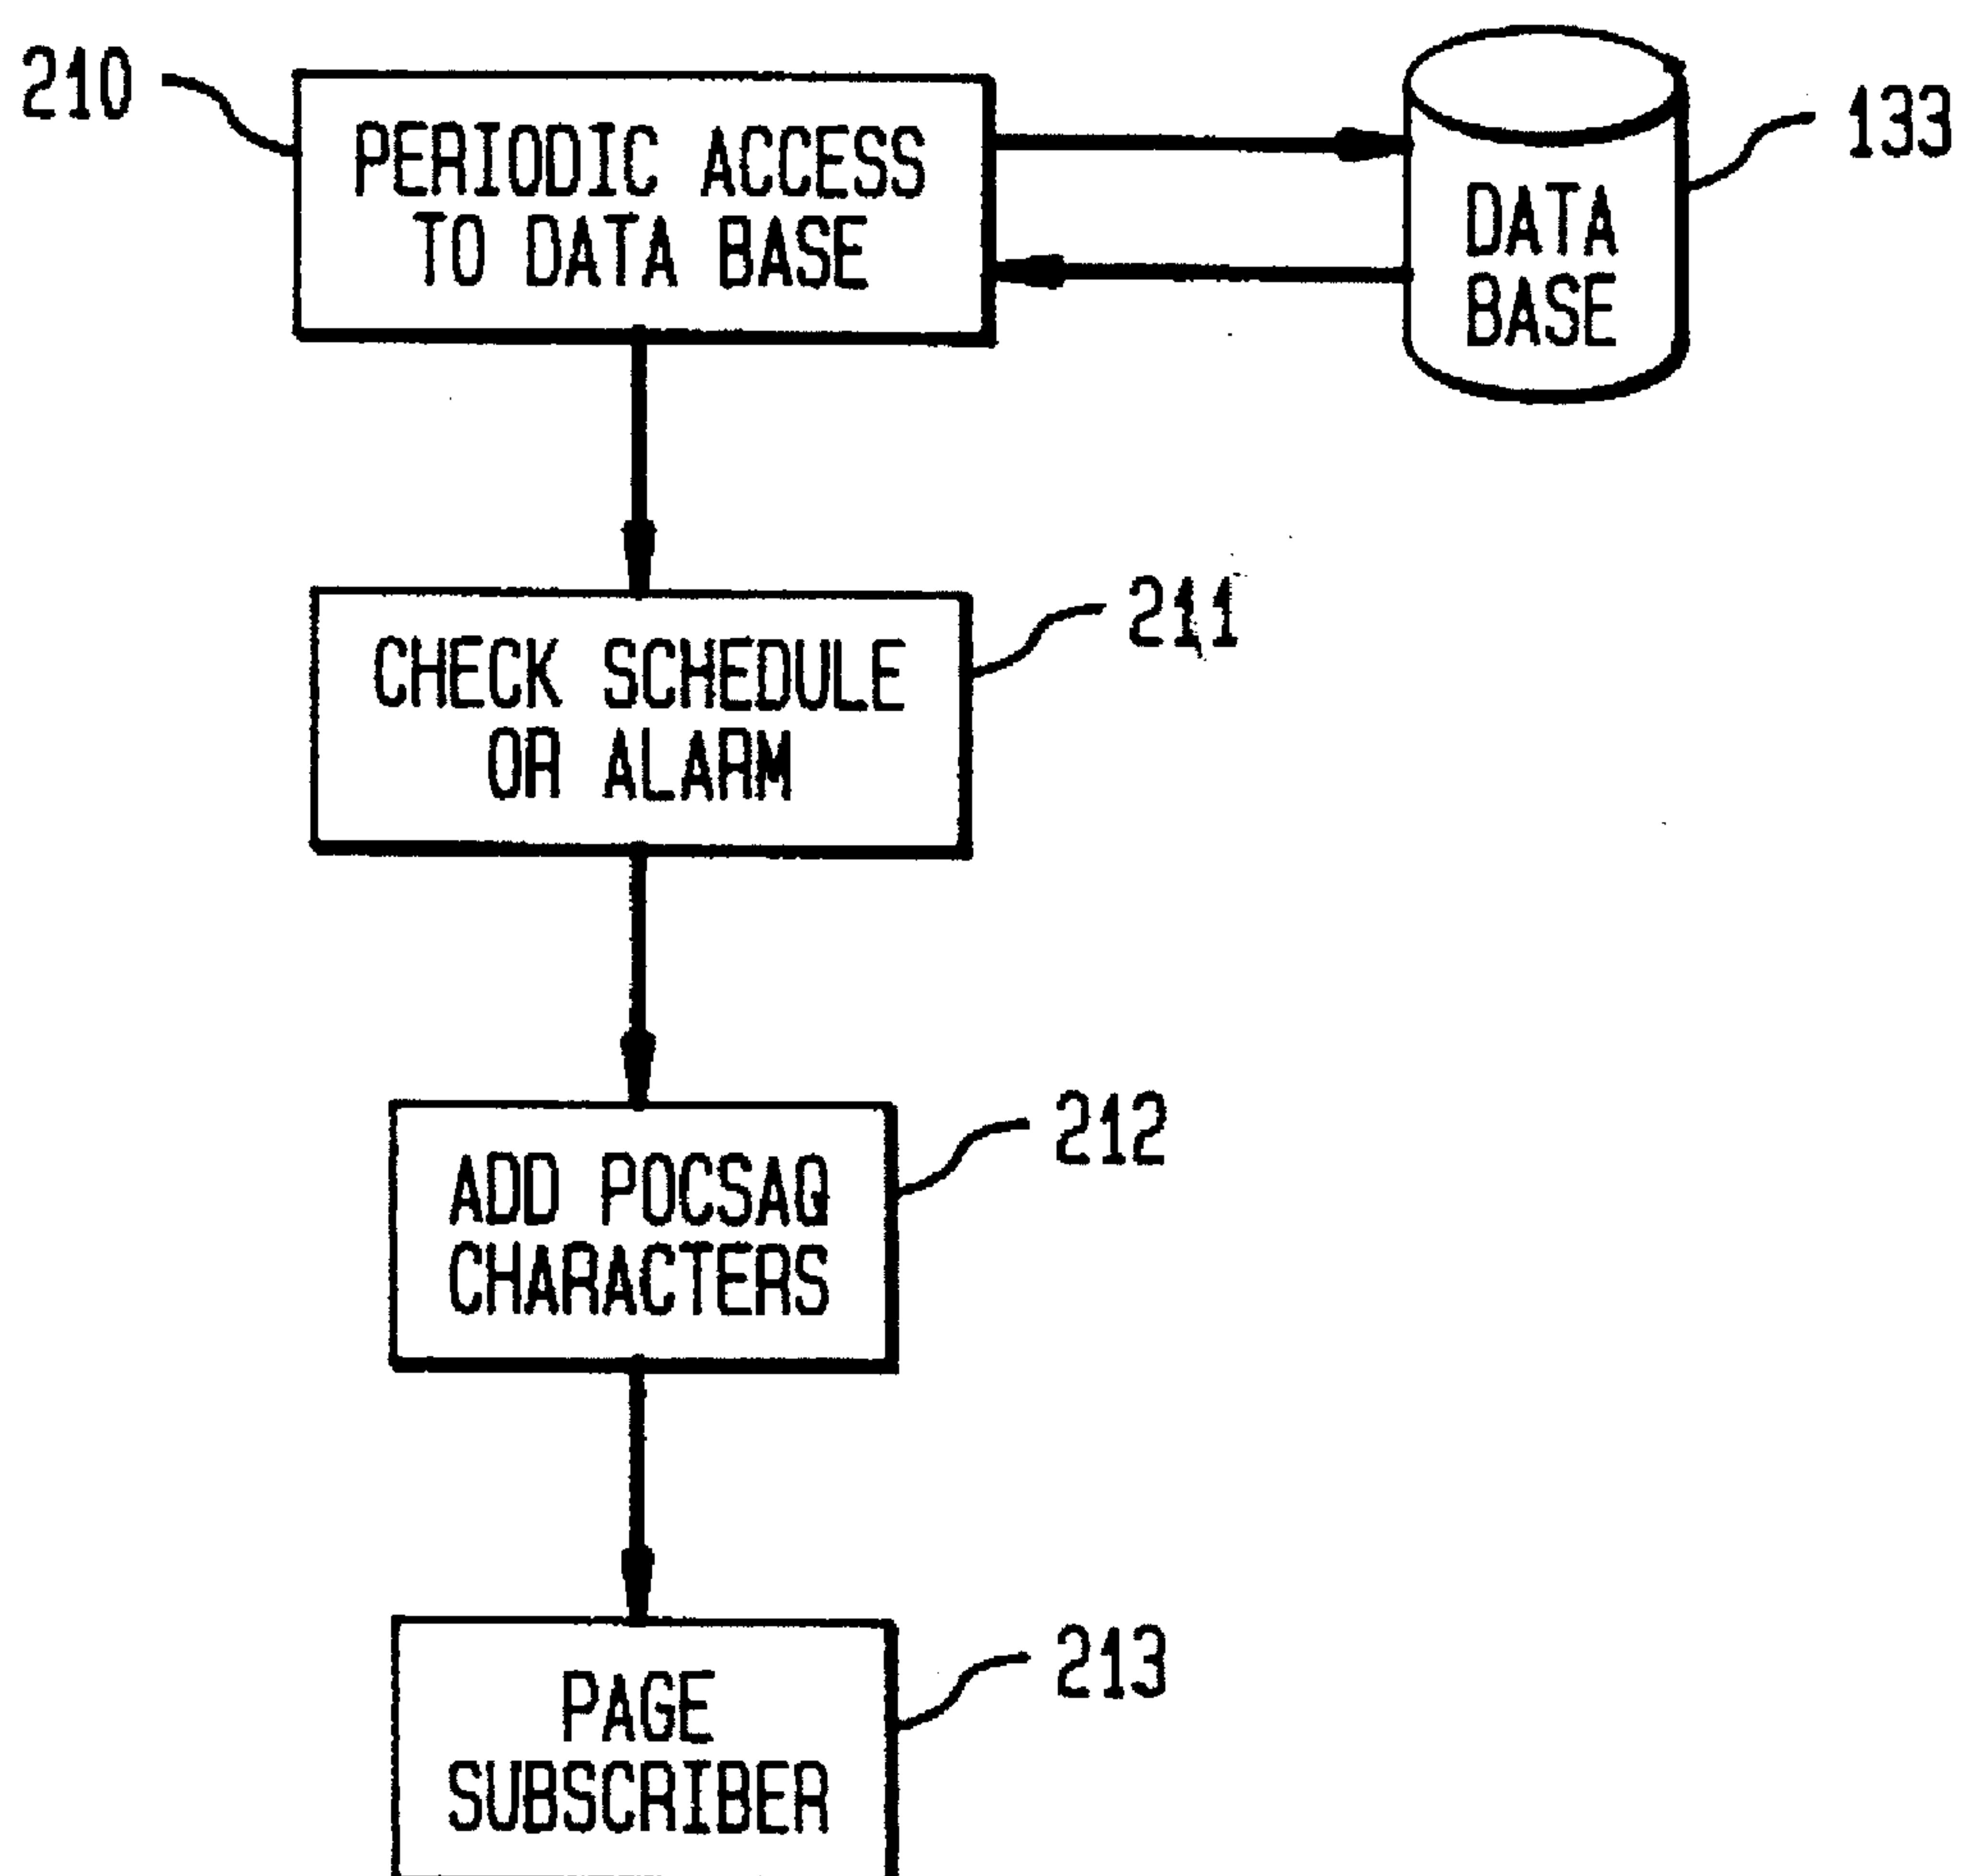 210
PERIODIC ACCESS
TO DATA BASE
DATA
BASE
133
CHECK SCHEDULE
OR ALARM
211
ADD POCSAQ
CHARACTERS
212
PAGE
SUBSCRIBER
213